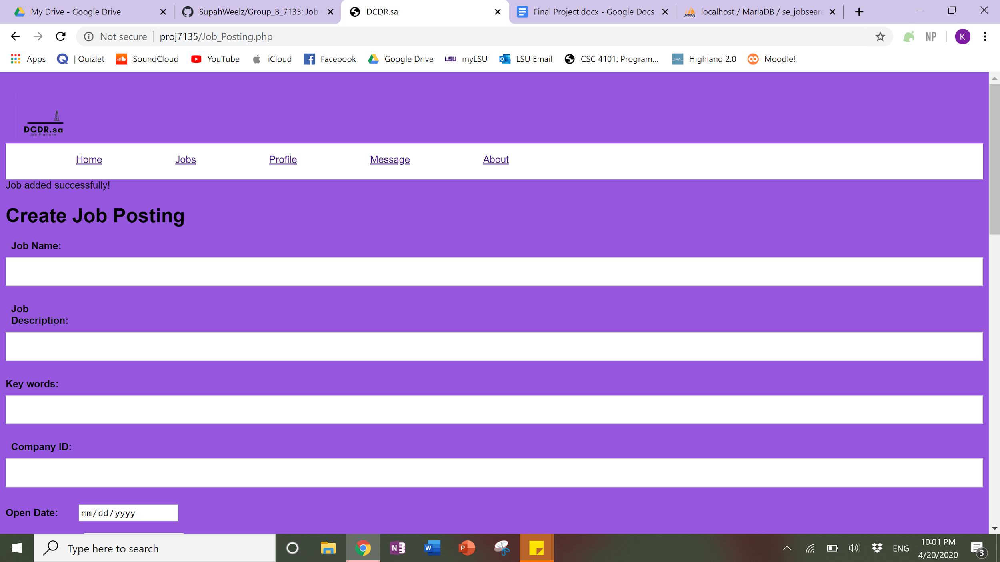 My Drive - Google Drive
SupahWeelz/Group_B_7135: Job
DCDR.sa
Final Project.docx - Google Docs
PMA
localhost / MariaDB / se_jobsearc
Not secure
proj7135/Job_Posting.php
NP
K
Apps
| Quizlet
SoundCloud
YouTube
iCloud
Facebook
Google Drive
LSU myLSU
LSU Email
CSC 4101: Program...
Highland 2.0
Moodle!
DCDR.sa
Job Platform
Home
Jobs
Profile
Message
About
Job added successfully!
Create Job Posting
Job Name:
Job
Description:
Key words:
Company ID:
Open Date:
mm/dd/yyyy
Type here to search
N
W
P
ENG
10:01 PM
4/20/2020
3